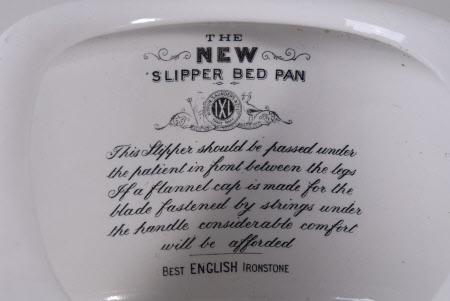 THE
NEW
SLIPPER BED PAN
IXL
This Slipper should be passed under
the patient in front between the legs
If a flannel cap is made for the
blade fastened by strings under
the handle considerable comfort
will be afforded
BEST ENGLISH IRONSTONE